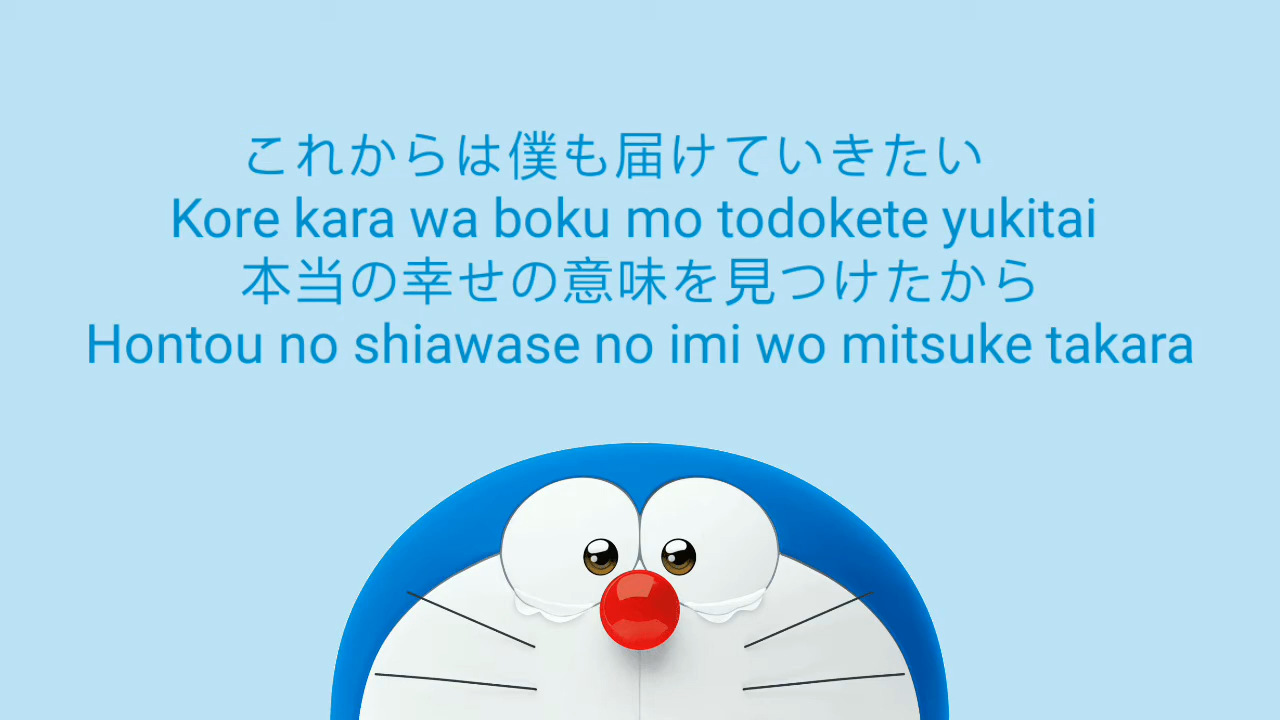 これからは僕も届けていきたい
Kore kara wa boku mo todokete yukitai
本当の幸せの意味を見つけたから
Hontou no shiawase no imi wo mitsuke takara